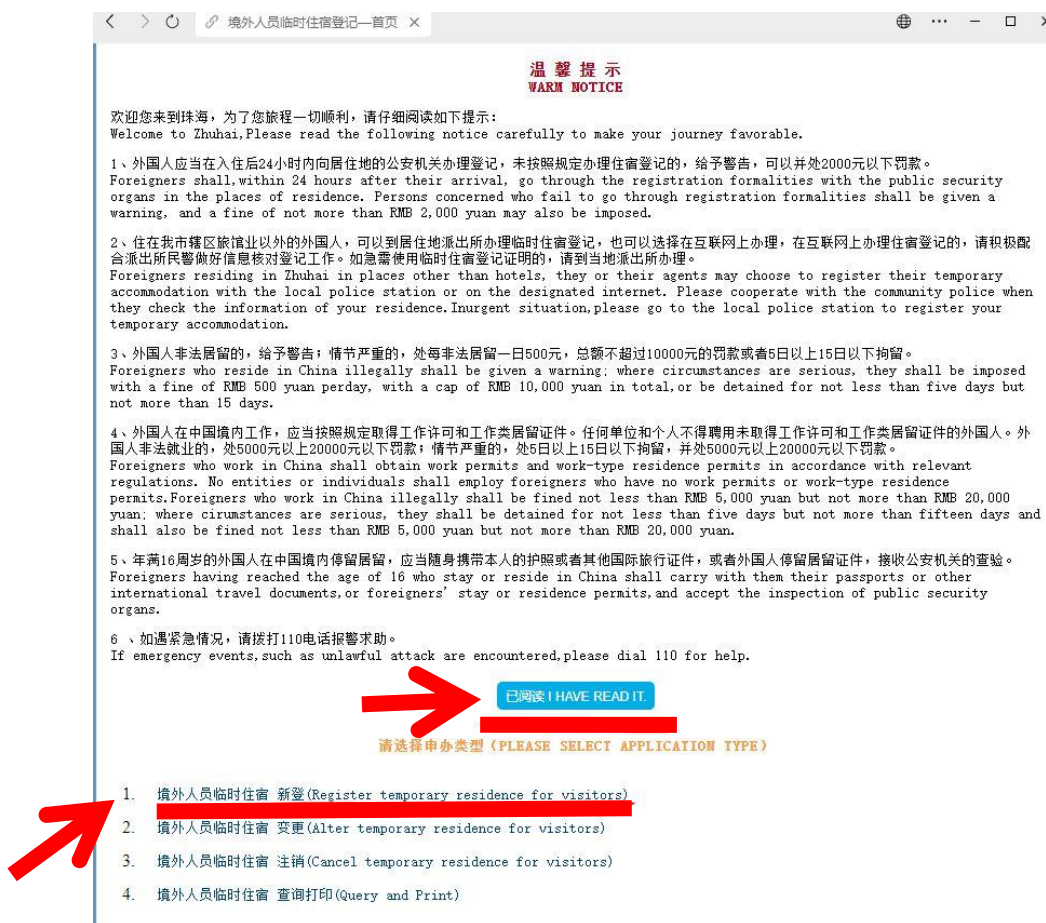 境外人员临时住宿登记—首页
温 馨 提 示
WARM NOTICE
欢迎您来到珠海，为了您旅程一切顺利，请仔细阅读如下提示：
Welcome to Zhuhai,Please read the following notice carefully to make your journey favorable.
1、外国人应当在入住后24小时内向居住地的公安机关办理登记，未按照规定办理住宿登记的，给予警告，可以并处2000元以下罚款。
Foreigners shall,within 24 hours after their arrival, go through the registration formalities with the public security
organs in the places of residence. Persons concerned who fail to go through registration formalities shall be given a
warning, and a fine of not more than RMB 2,000 yuan may also be imposed.
2、住在我市辖区旅馆业以外的外国人，可以到居住地派出所办理临时住宿登记，也可以选择在互联网上办理，在互联网上办理住宿登记的，请积极配
合派出所民警做好信息核对登记工作。如急需使用临时住宿登记证明的，请到当地派出所办理。
Foreigners residing in Zhuhai in places other than hotels, they or their agents may choose to register their temporary
accommodation with the local police station or on the designated internet. Please cooperate with the community police when
they check the information of your residence.Inurgent situation,please go to the local police station to register your
temporary accommodation.
3、外国人非法居留的，给予警告；情节严重的，处每非法居留一日500元，总额不超过10000元的罚款或者5日以上15日以下拘留。
Foreigners who reside in China illegally shall be given a warning; where circumstances are serious, they shall be imposed
with a fine of RMB 500 yuan perday, with a cap of RMB 10,000 yuan in total,or be detained for not less than five days but
not more than 15 days.
4、外国人在中国境内工作，应当按照规定取得工作许可和工作类居留证件。任何单位和个人不得聘用未取得工作许可和工作类居留证件的外国人。外
国人非法就业的，处5000元以上20000元以下罚款；情节严重的，处5日以上15日以下拘留，并处5000元以上20000元以下罚款。
Foreigners who work in China shall obtain work permits and work-type residence permits in accordance with relevant
regulations. No entities or individuals shall employ foreigners who have no work permits or work-type residence
permits.Foreigners who work in China illegally shall be fined not less than RMB 5,000 yuan but not more than RMB 20,000
yuan; where cirumstances are serious, they shall be detained for not less than five days but not more than fifteen days and
shall also be fined not less than RMB 5,000 yuan but not more than RMB 20,000 yuan.
5、年满16周岁的外国人在中国境内停留居留，应当随身携带本人的护照或者其他国际旅行证件，或者外国人停留居留证件，接收公安机关的查验。
Foreigners having reached the age of 16 who stay or reside in China shall carry with them their passports or other
international travel documents,or foreigners' stay or residence permits,and accept the inspection of public security
organs.
6 、如遇紧急情况，请拨打110电话报警求助。
If emergency events,such as unlawful attack are encountered,please dial 110 for help.
已阅读 I HAVE READ IT.
请选择申办类型（PLEASE SELECT APPLICATION TYPE）
1. 境外人员临时住宿 新登(Register temporary residence for visitors)
2. 境外人员临时住宿 变更(Alter temporary residence for visitors)
3. 境外人员临时住宿 注销(Cancel temporary residence for visitors)
4. 境外人员临时住宿 查询打印(Query and Print)